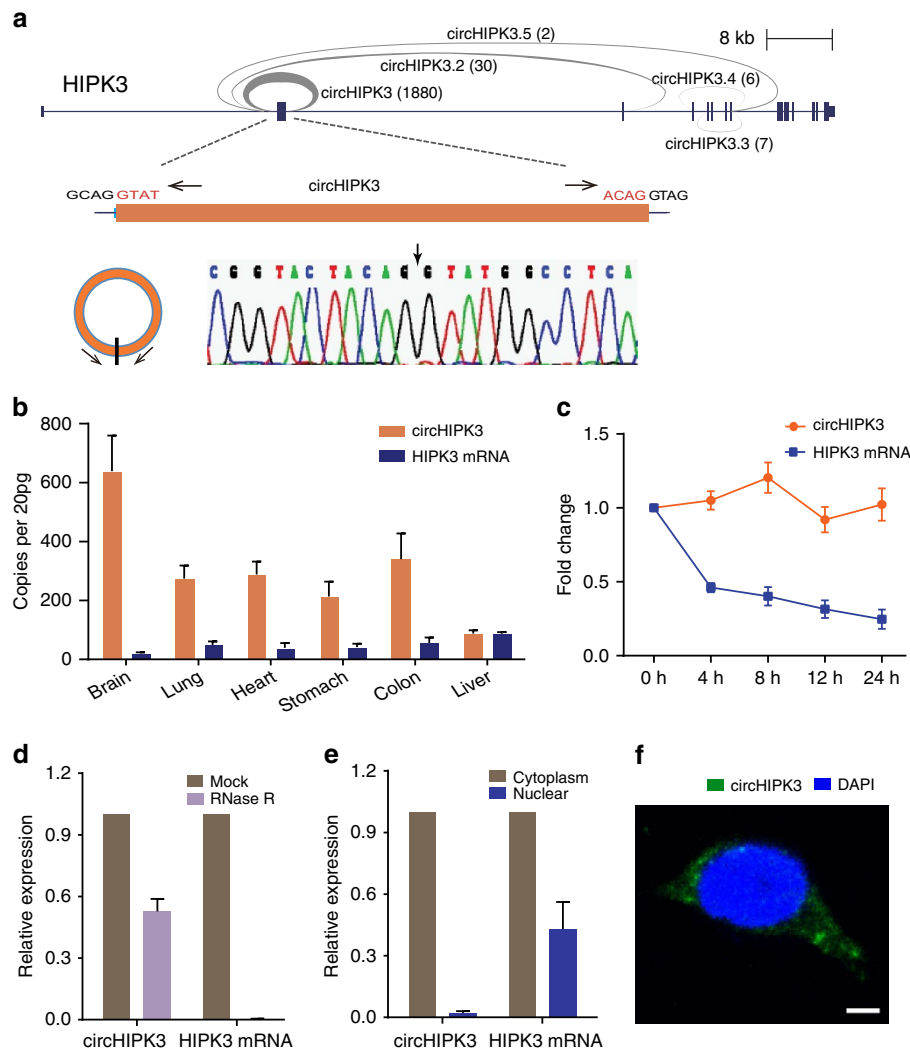 a
circHIPK3.5 (2)
8 kb
circHIPK3.2 (30)
HIPK3
circHIPK3 (1880)
circHIPK3.4 (6)
circHIPK3.3 (7)
GCAG GTAT
circHIPK3
ACAG GTAG
C G G T A C T A C A G G T A T G G C C T C A
b
800
600
400
200
0
Copies per 20pg
circHIPK3
HIPK3 mRNA
Brain
Lung
Heart
Stomach
Colon
Liver
c
1.5
1.0
0.5
0.0
Fold change
circHIPK3
HIPK3 mRNA
0 h
4 h
8 h
12 h
24 h
d
1.2
0.9
0.6
0.3
0.0
Relative expression
Mock
RNase R
circHIPK3
HIPK3 mRNA
e
1.2
0.9
0.6
0.3
0.0
Relative expression
Cytoplasm
Nuclear
circHIPK3
HIPK3 mRNA
f
circHIPK3
DAPI